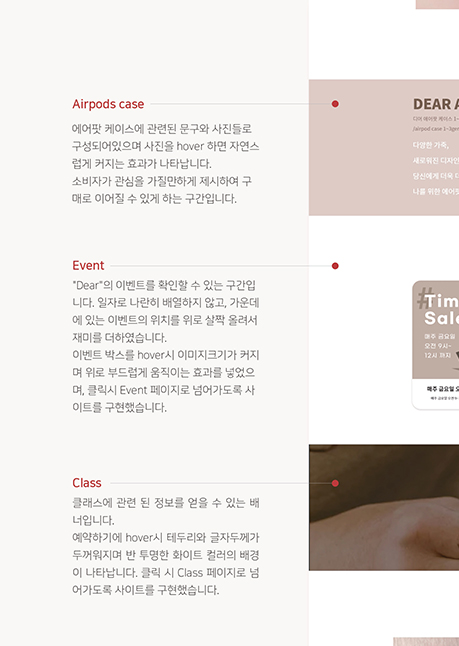 Airpods case
에어팟 케이스에 관련된 문구와 사진들로
구성되어있으며 사진을 hover 하면 자연스
럽게 커지는 효과가 나타납니다.
소비자가 관심을 가질만하게 제시하여 구
매로 이어질 수 있게 하는 구간입니다.
DEAR A
디어 에어팟 케이스 1-
(airpod case 1-3gen
다양한 가죽,
세로워진 디자인
당신에게 더욱 더
나를 위한 에어팟
Event
"Dear"의 이벤트를 확인할 수 있는 구간입
니다. 일자로 나란히 배열하지 않고, 가운데
에 있는 이벤트의 위치를 위로 살짝 올려서
재미를 더하였습니다.
이벤트 박스를 hover시 이미지크기가 커지
며 위로 부드럽게 움직이는 효과를 넣었으
며, 클릭시 Event 페이지로 넘어가도록 사
이트를 구현했습니다.
#
Tim
Sale
매주 금요일
오전 9시~
12시 까지
매주 금요일 오
매주 금요일 오전
Class
클래스에 관련 된 정보를 얻을 수 있는 배
너입니다.
예약하기에 hover시 테두리와 글자두께가
두꺼워지며 반 투명한 화이트 컬러의 배경
이 나타납니다. 클릭 시 Class 페이지로 넘
어가도록 사이트를 구현했습니다.